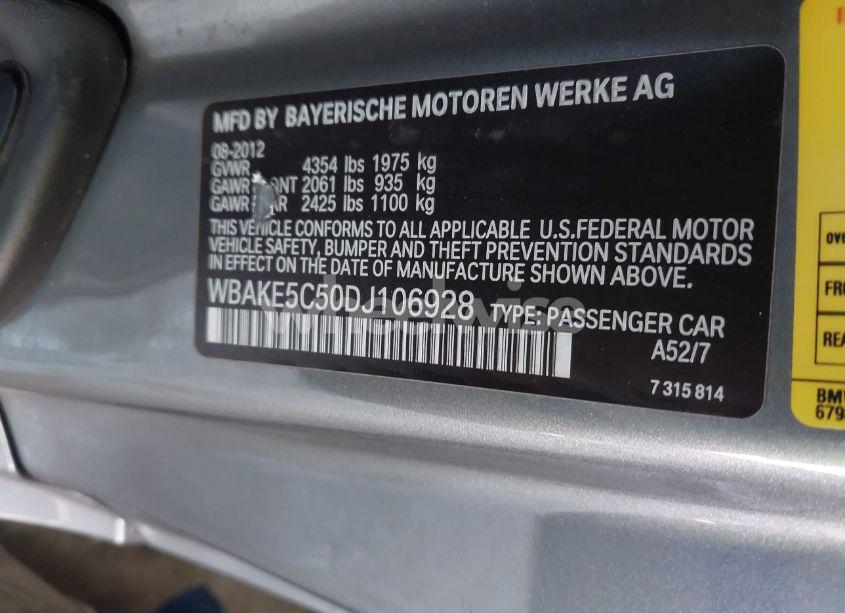 MFD BY BAYERISCHE MOTOREN WERKE AG
08-2012
GVWR 4354 lbs 1975 kg
GAWR 2061 lbs 935 kg
GAWR 2425 lbs 1100 kg
THIS VEHICLE CONFORMS TO ALL APPLICABLE U.S.FEDERAL MOTOR
VEHICLE SAFETY, BUMPER AND THEFT PREVENTION STANDARDS
IN EFFECT ON THE DATE OF MANUFACTURE SHOWN ABOVE.
WBAKE5C50DJ106928 TYPE: PASSENGER CAR
A52/7
7 315 814
BMW